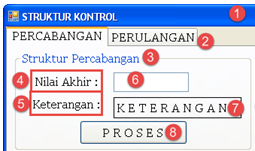 STRUKTUR KONTROL 1
PERCABANGAN PERULANGAN 2
Struktur Percabangan 3
4 Nilai Akhir : 6
5 Keterangan : KETERANGAN 7
PROSES 8